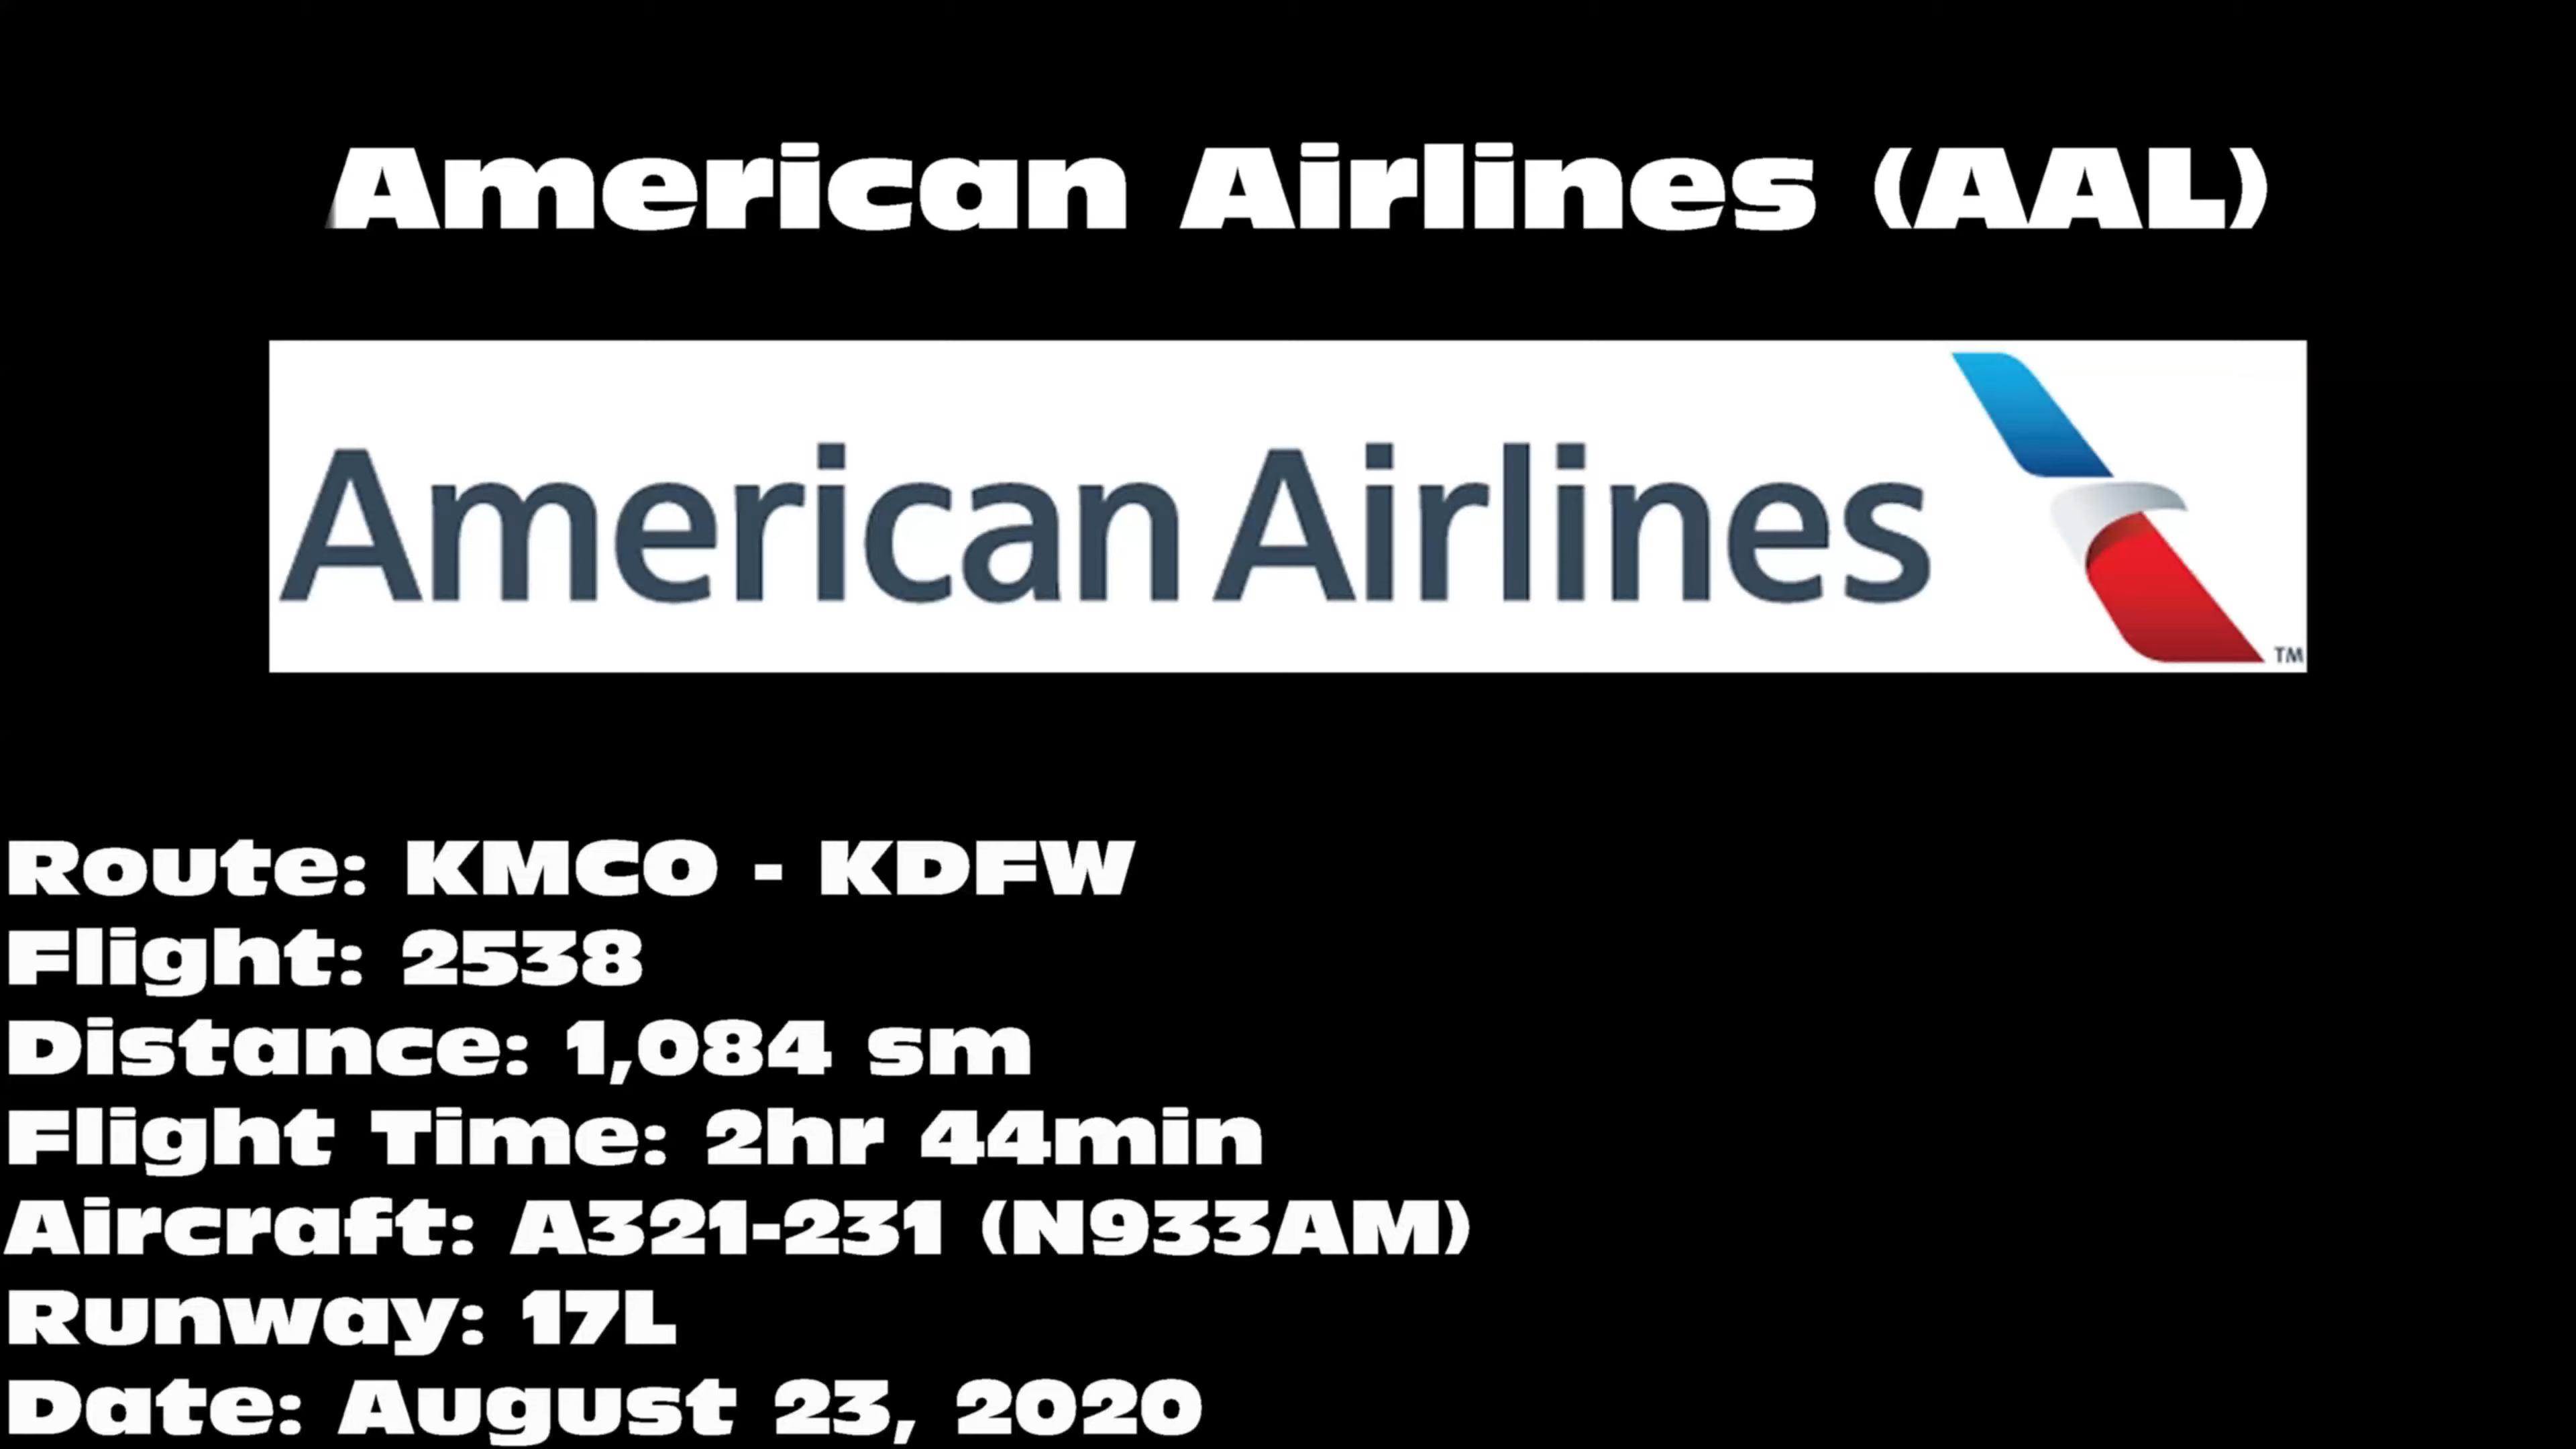 American Airlines (AAL)
American Airlines
TM
Route: KMCO - KDFW
Flight: 2538
Distance: 1,084 sm
Flight Time: 2hr 44min
Aircraft: A321-231 (N933AM)
Runway: 17L
Date: August 23, 2020